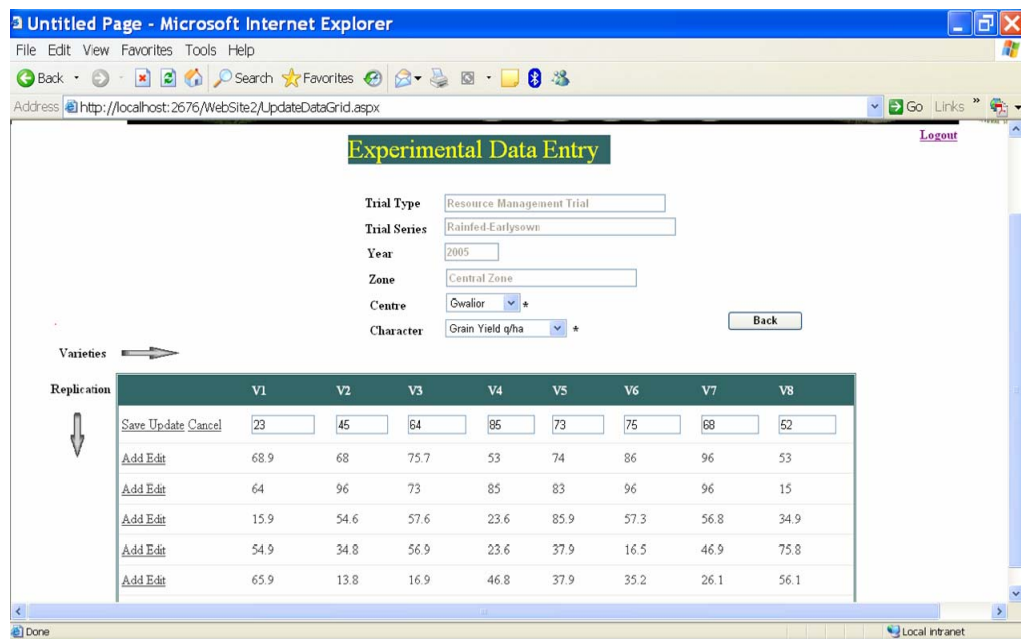 Untitled Page - Microsoft Internet Explorer
File Edit View Favorites Tools Help
Back Search Favorites
Address http://localhost:2676/WebSite2/UpdateDataGrid.aspx Go Links »
Logout
Experimental Data Entry
Trial Type Resource Management Trial
Trial Series Rainfed-Earlysown
Year 2005
Zone Central Zone
Centre Gwalior *
Character Grain Yield q/ha *
Back
Varieties
Replication V1 V2 V3 V4 V5 V6 V7 V8
Save Update Cancel 23 45 64 85 73 75 68 52
Add Edit 68.9 68 75.7 53 74 86 96 53
Add Edit 64 96 73 85 83 96 96 15
Add Edit 15.9 54.6 57.6 23.6 85.9 57.3 56.8 34.9
Add Edit 54.9 34.8 56.9 23.6 37.9 16.5 46.9 75.8
Add Edit 65.9 13.8 16.9 46.8 37.9 35.2 26.1 56.1
Done Local intranet